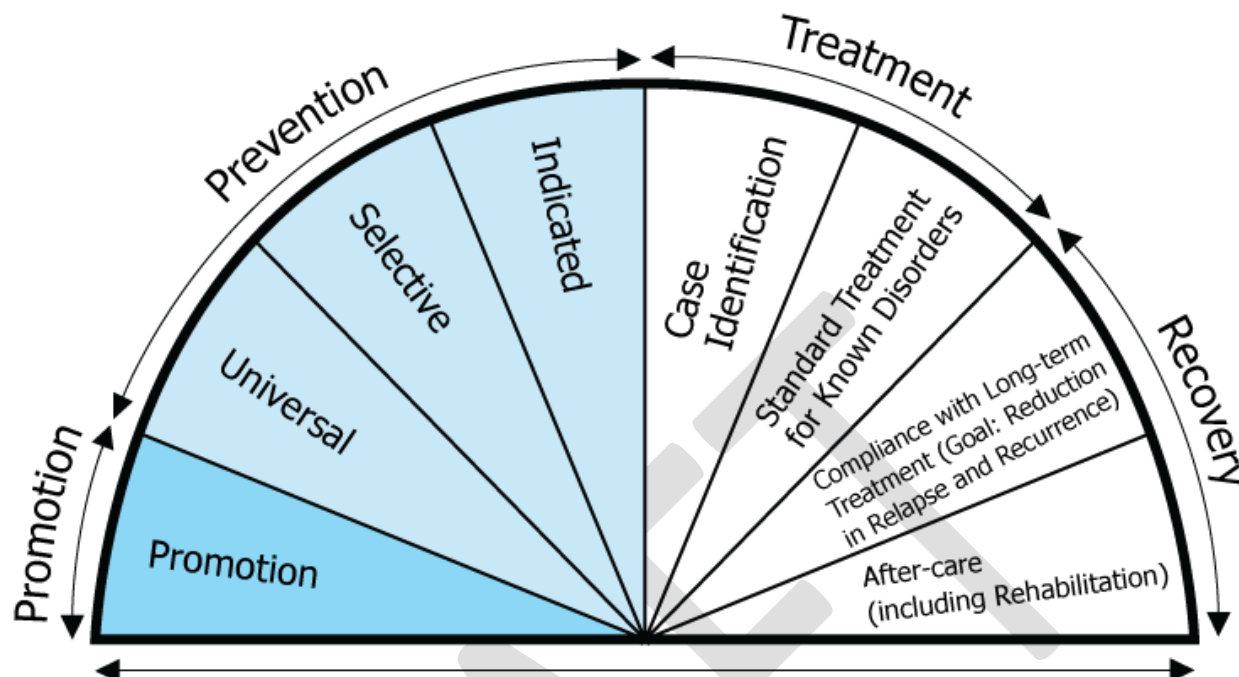 Promotion
Prevention
Treatment
Recovery
Promotion
Universal
Selective
Indicated
Case
Identification
Standard Treatment
for Known Disorders
Compliance with Long-term
Treatment (Goal: Reduction
in Relapse and Recurrence)
After-care
(including Rehabilitation)